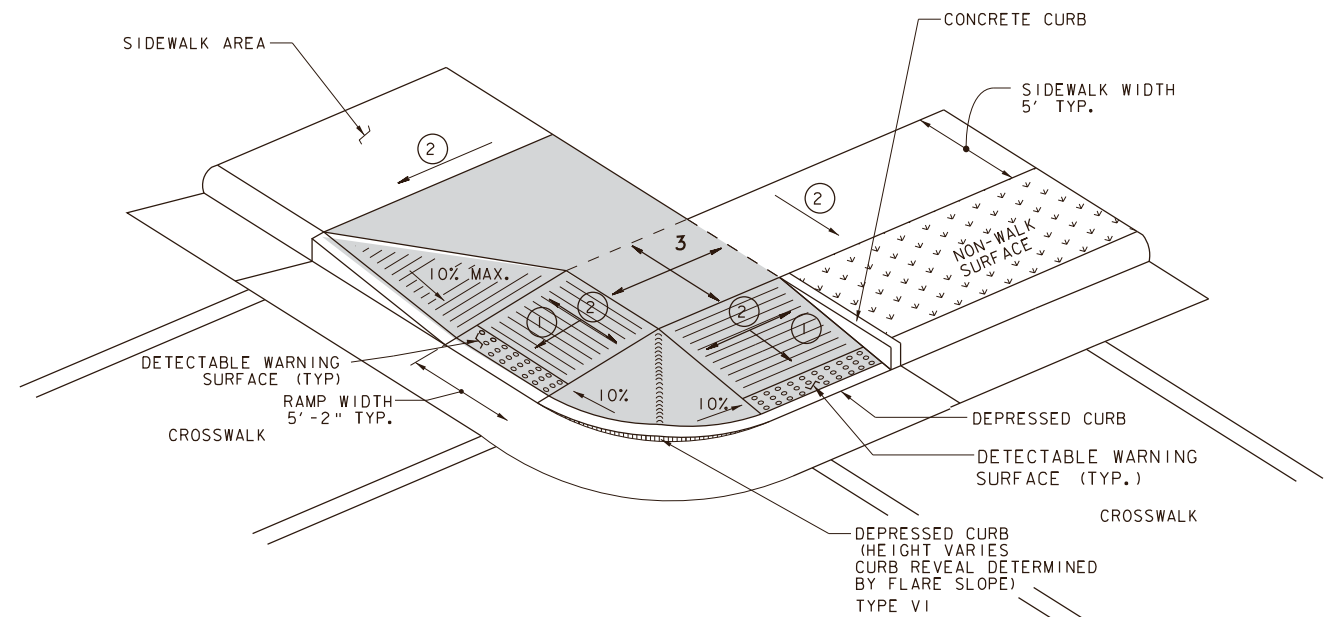 CONCRETE CURB
SIDEWALK AREA
SIDEWALK WIDTH
5' TYP.
2
2
3
NON-WALK
SURFACE
10% MAX.
2
1
2
1
DETECTABLE WARNING
SURFACE (TYP)
RAMP WIDTH
5'-2" TYP.
10%
10%
CROSSWALK
DEPRESSED CURB
DETECTABLE WARNING
SURFACE (TYP.)
CROSSWALK
DEPRESSED CURB
(HEIGHT VARIES
CURB REVEAL DETERMINED
BY FLARE SLOPE)
TYPE VI